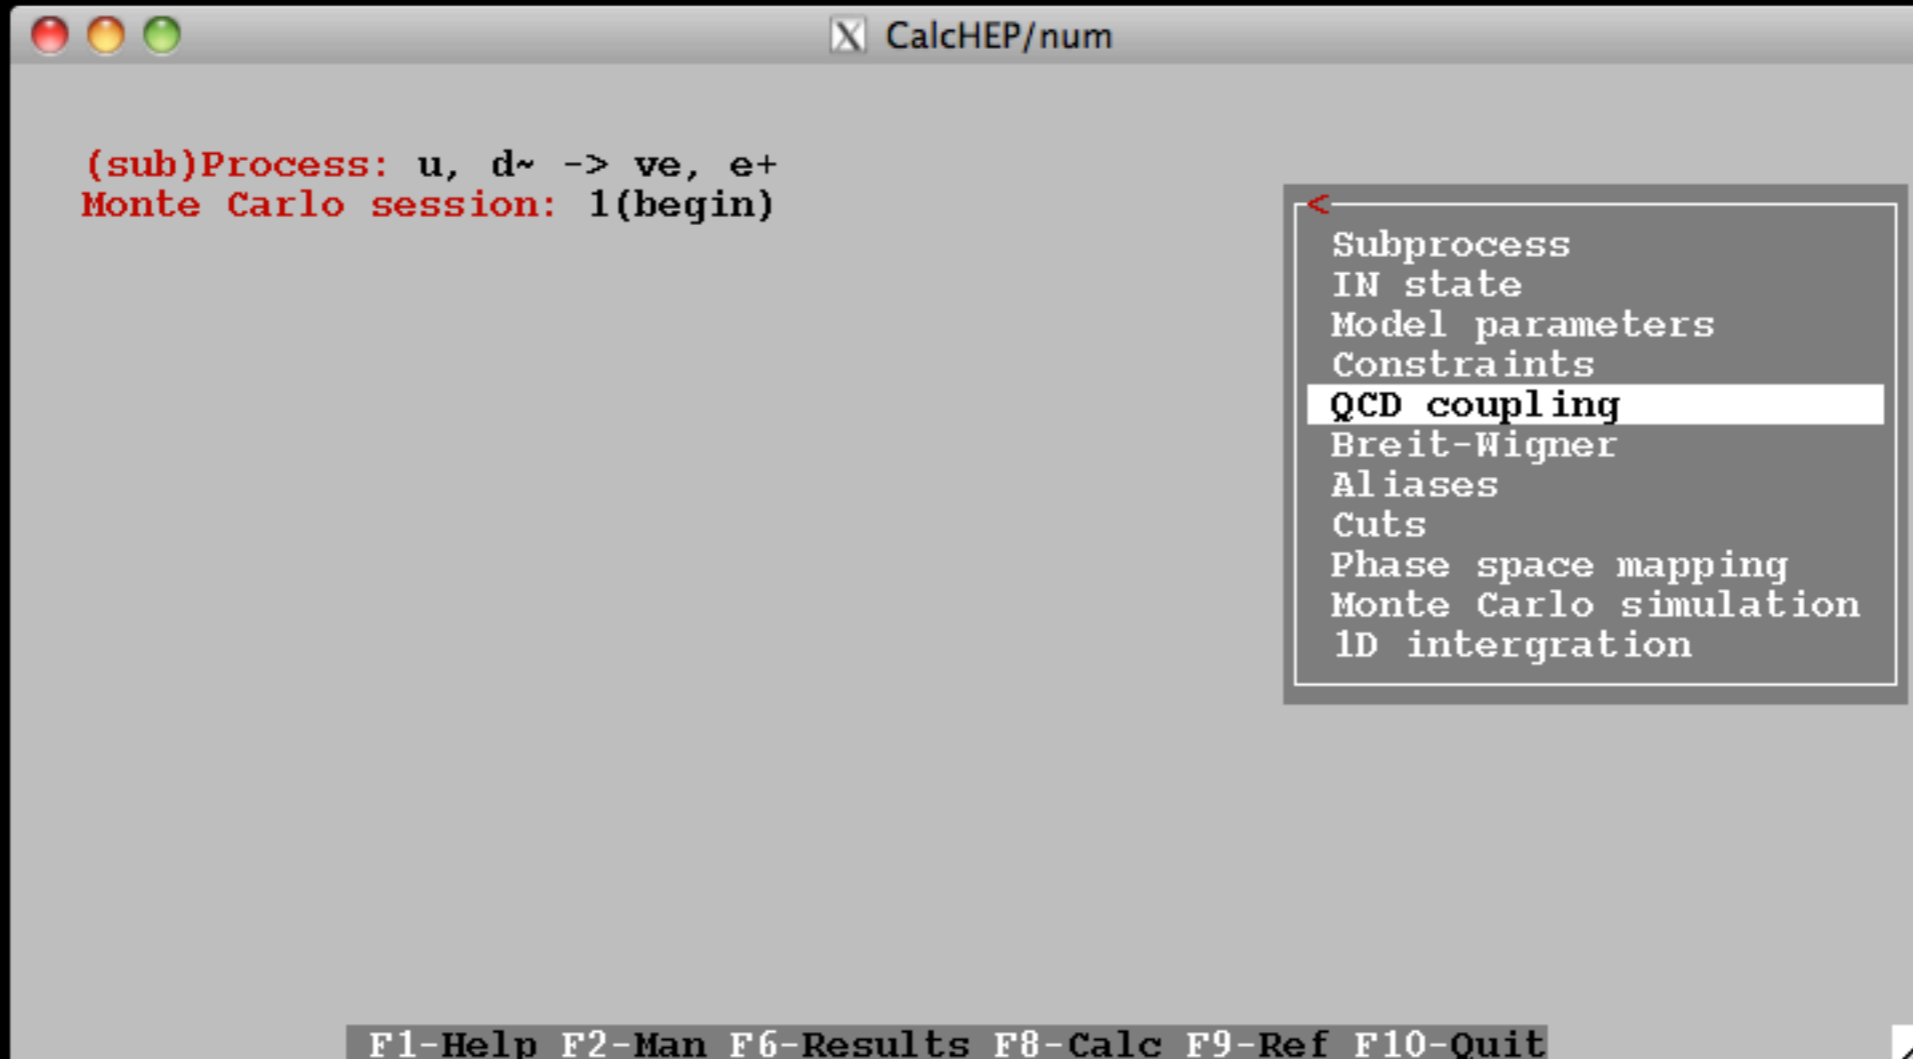 CalcHEP/num
(sub)Process: u, d~ -> ve, e+
Monte Carlo session: 1(begin)
<
Subprocess
IN state
Model parameters
Constraints
QCD coupling
Breit-Wigner
Aliases
Cuts
Phase space mapping
Monte Carlo simulation
1D intergration
F1-Help F2-Man F6-Results F8-Calc F9-Ref F10-Quit